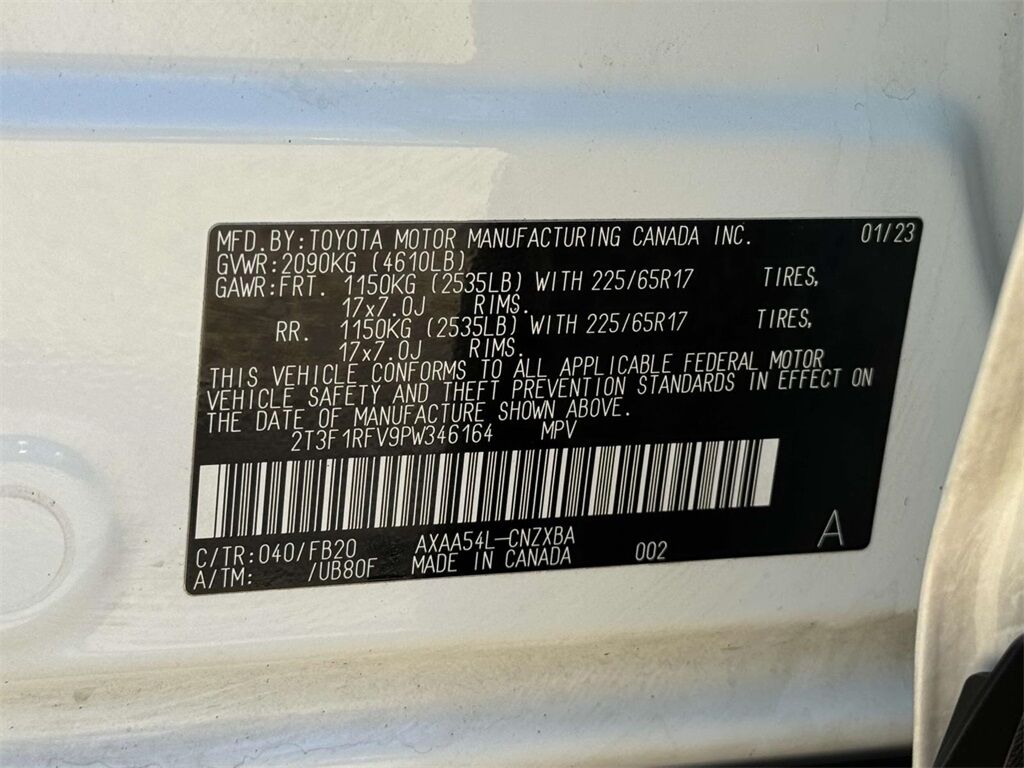 MFD.BY:TOYOTA MOTOR MANUFACTURING CANADA INC. 01/23
GVWR:2090KG (4610LB)
GAWR:FRT. 1150KG (2535LB) WITH 225/65R17 TIRES,
17x7.0J RIMS.
RR. 1150KG (2535LB) WITH 225/65R17 TIRES,
17x7.0J RIMS.
THIS VEHICLE CONFORMS TO ALL APPLICABLE FEDERAL MOTOR
VEHICLE SAFETY AND THEFT PREVENTION STANDARDS IN EFFECT ON
THE DATE OF MANUFACTURE SHOWN ABOVE.
2T3F1RFV9PW346164 MPV
C/TR:040/FB20 AXAA54L-CNZXBA
A/TM: /UB80F MADE IN CANADA 002 A